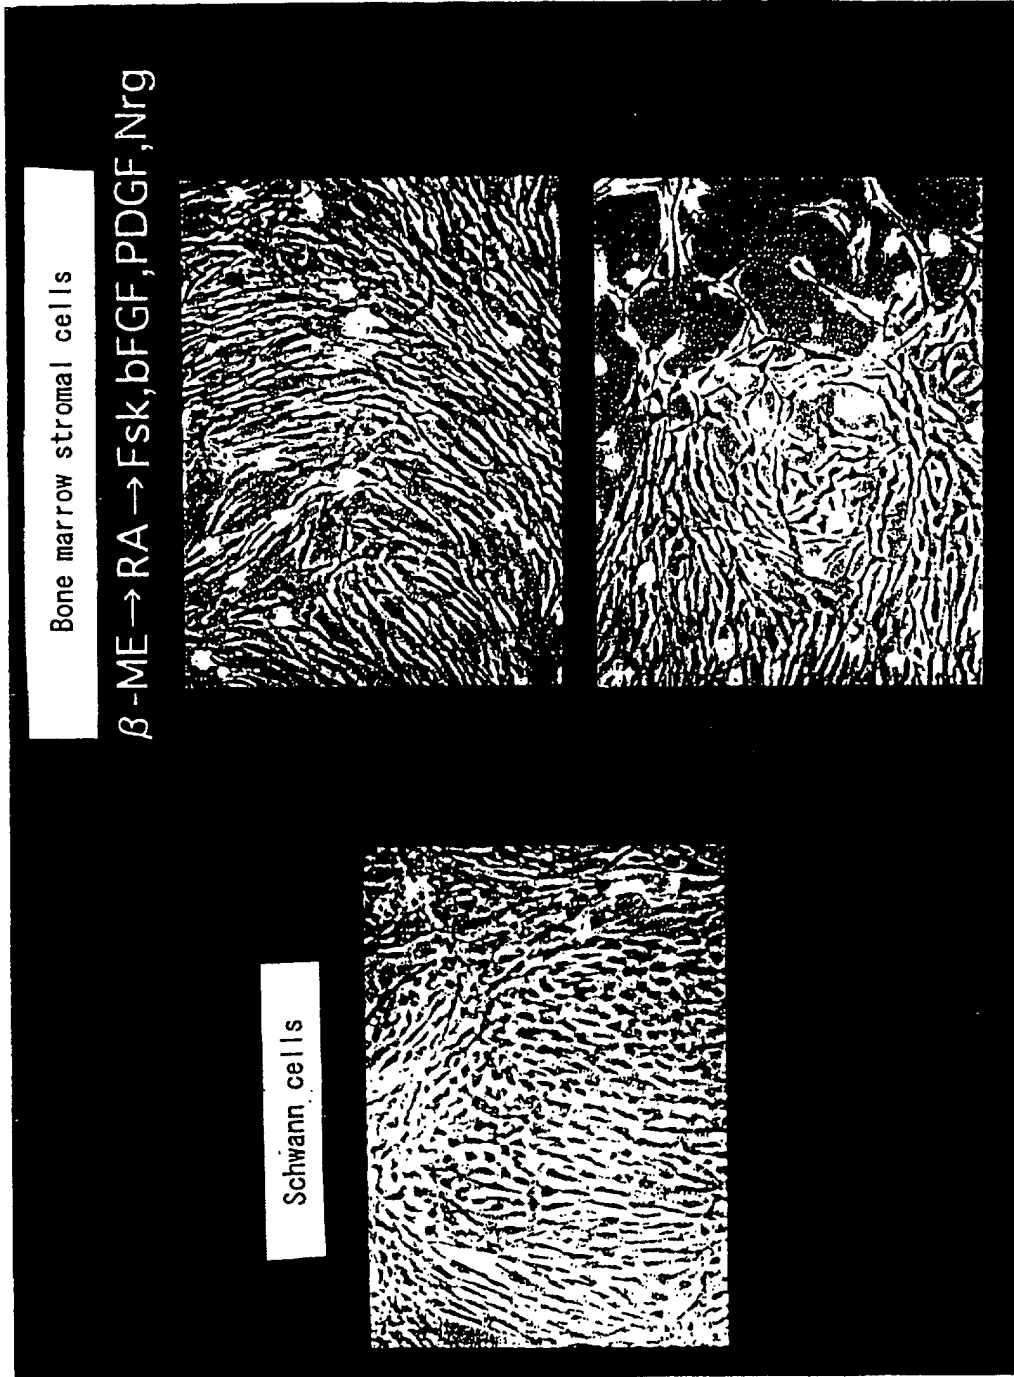 Schwann cells
Bone marrow stromal cells
β-ME→RA→Fsk,bFGF,PDGF,Nrg